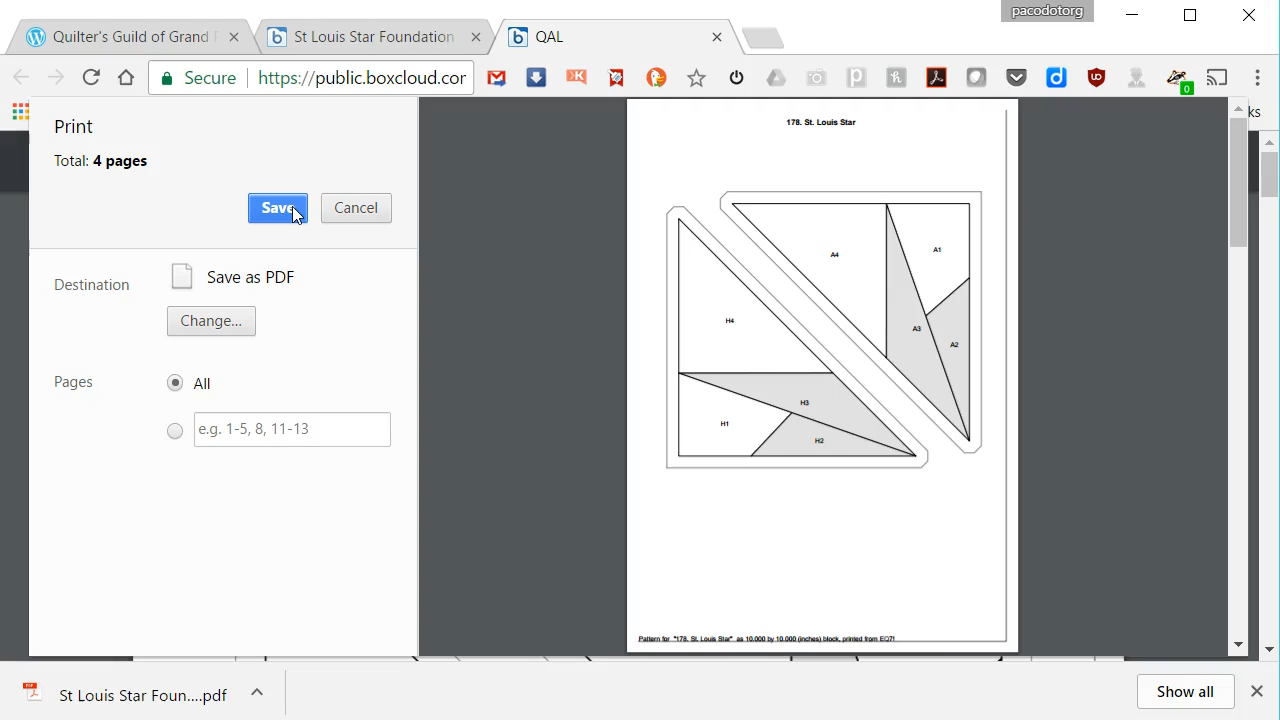 pacodotorg
Quilter's Guild of Grand
St Louis Star Foundation
QAL
Secure
https://public.boxcloud.cor
0
ks
Print
Total: 4 pages
Save
Cancel
Destination
Save as PDF
Change...
Pages
All
e.g. 1-5, 8, 11-13
178. St. Louis Star
A4
A1
A3
A2
H4
H3
H1
H2
Pattern for "178. St. Louis Star" as 10.000 by 10.000 (inches) block, printed from EQ7!
St Louis Star Foun....pdf
Show all